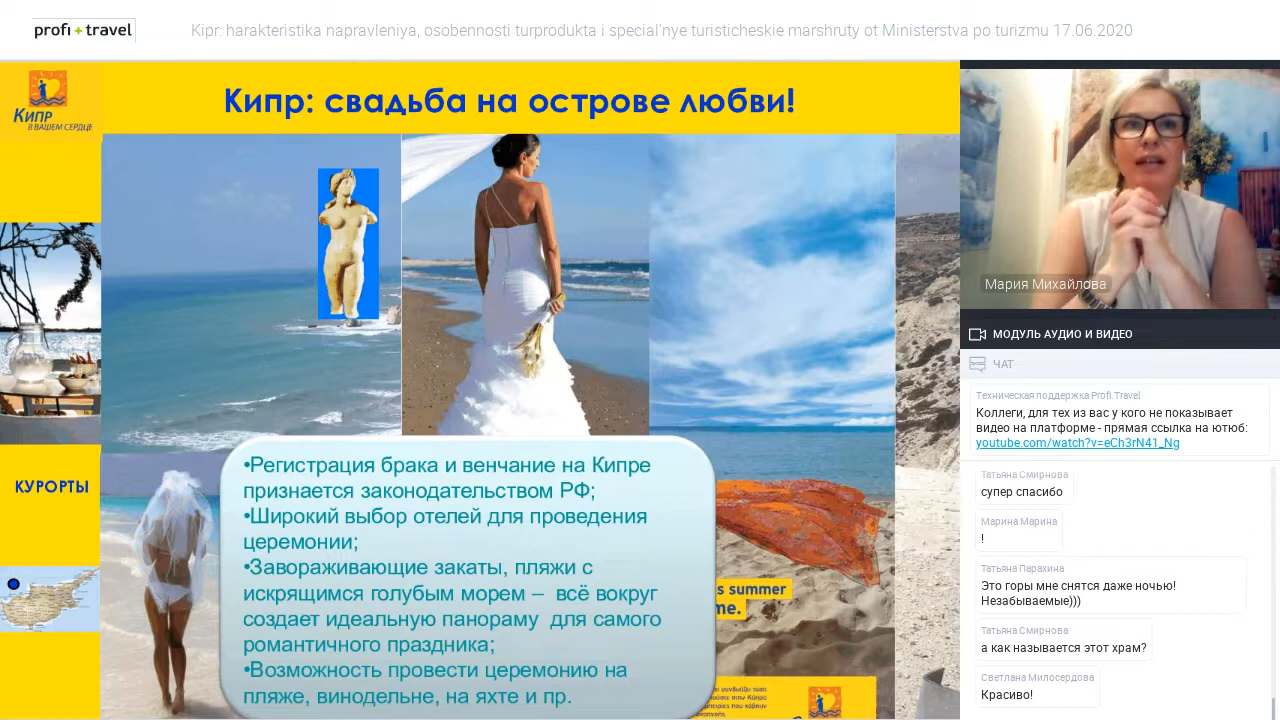 profi + travel
Kipr: harakteristika napravleniya, osobennosti turprodukta i special'nye turisticheskie marshruty ot Ministerstva po turizmu 17.06.2020
Кипр
В ВАШЕМ СЕРДЦЕ
Кипр: свадьба на острове любви!
КУРОРТЫ
•Регистрация брака и венчание на Кипре
признается законодательством РФ;
•Широкий выбор отелей для проведения
церемонии;
•Завораживающие закаты, пляжи с
искрящимся голубым морем – всё вокруг
создает идеальную панораму для самого
романтичного праздника;
•Возможность провести церемонию на
пляже, винодельне, на яхте и пр.
s summer
me.
Мария Михайлова
МОДУЛЬ АУДИО И ВИДЕО
ЧАТ
Техническая поддержка Profi.Travel
Коллеги, для тех из вас у кого не показывает
видео на платформе - прямая ссылка на ютюб:
youtube.com/watch?v=eCh3rN41_Ng
Татьяна Смирнова
супер спасибо
Марина Марина
!
Татьяна Парахина
Это горы мне снятся даже ночью!
Незабываемые)))
Татьяна Смирнова
а как называется этот храм?
Светлана Милосердова
Красиво!